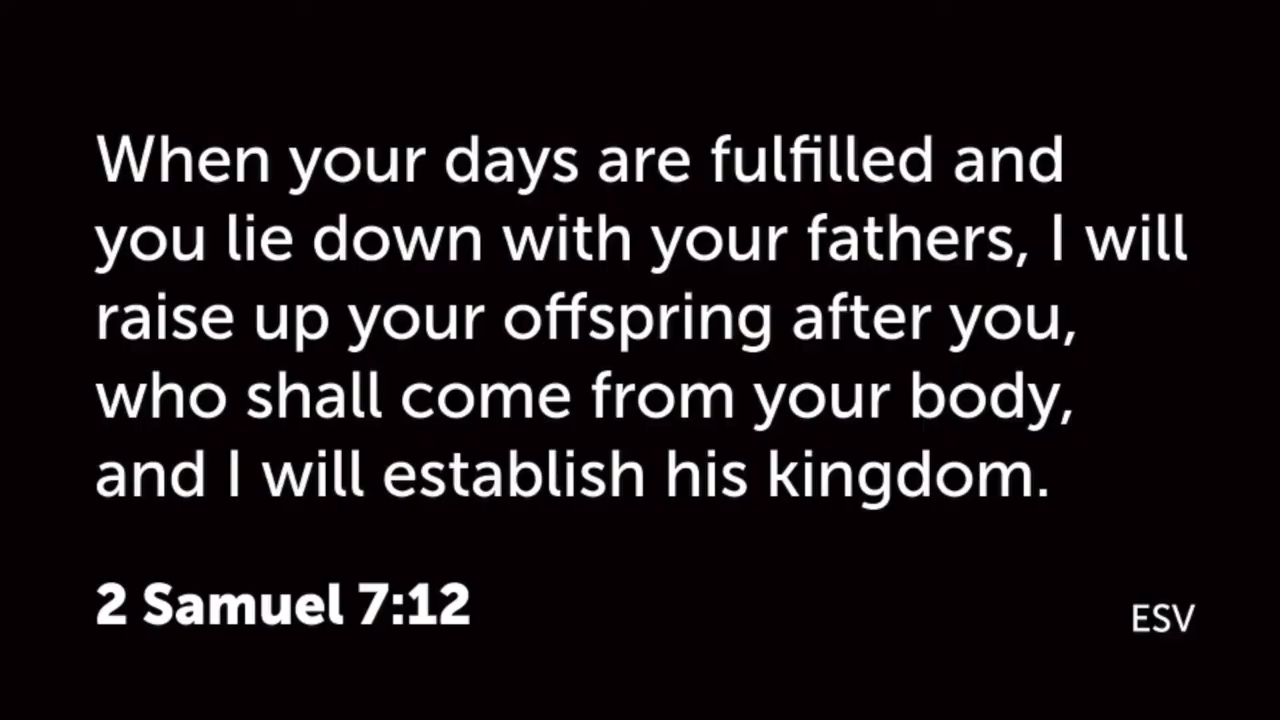 When your days are fulfilled and
you lie down with your fathers, I will
raise up your offspring after you,
who shall come from your body,
and I will establish his kingdom.
2 Samuel 7:12
ESV